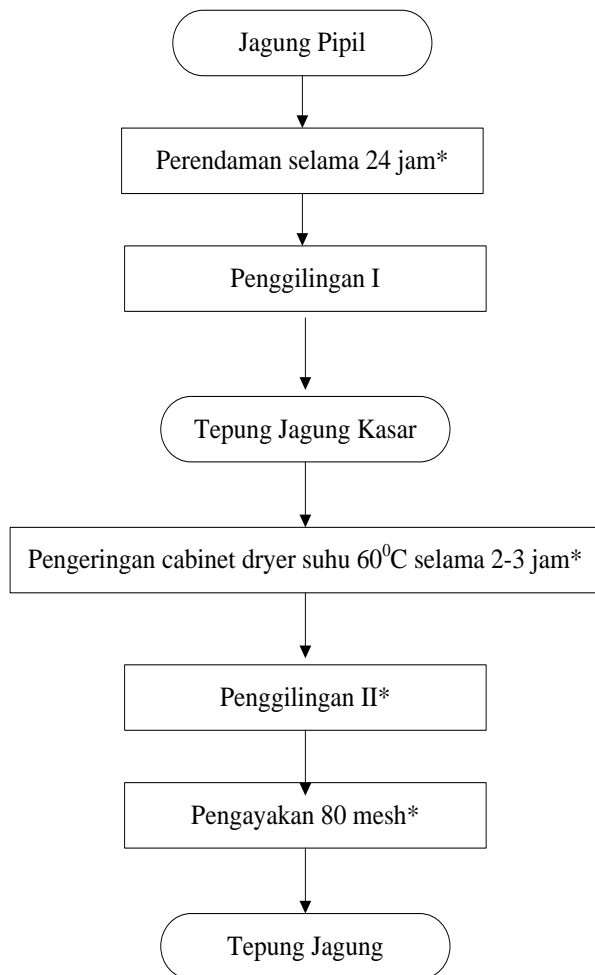 Jagung Pipil
Perendaman selama 24 jam*
Penggilingan I
Tepung Jagung Kasar
Pengeringan cabinet dryer suhu 60⁰C selama 2-3 jam*
Penggilingan II*
Pengayakan 80 mesh*
Tepung Jagung